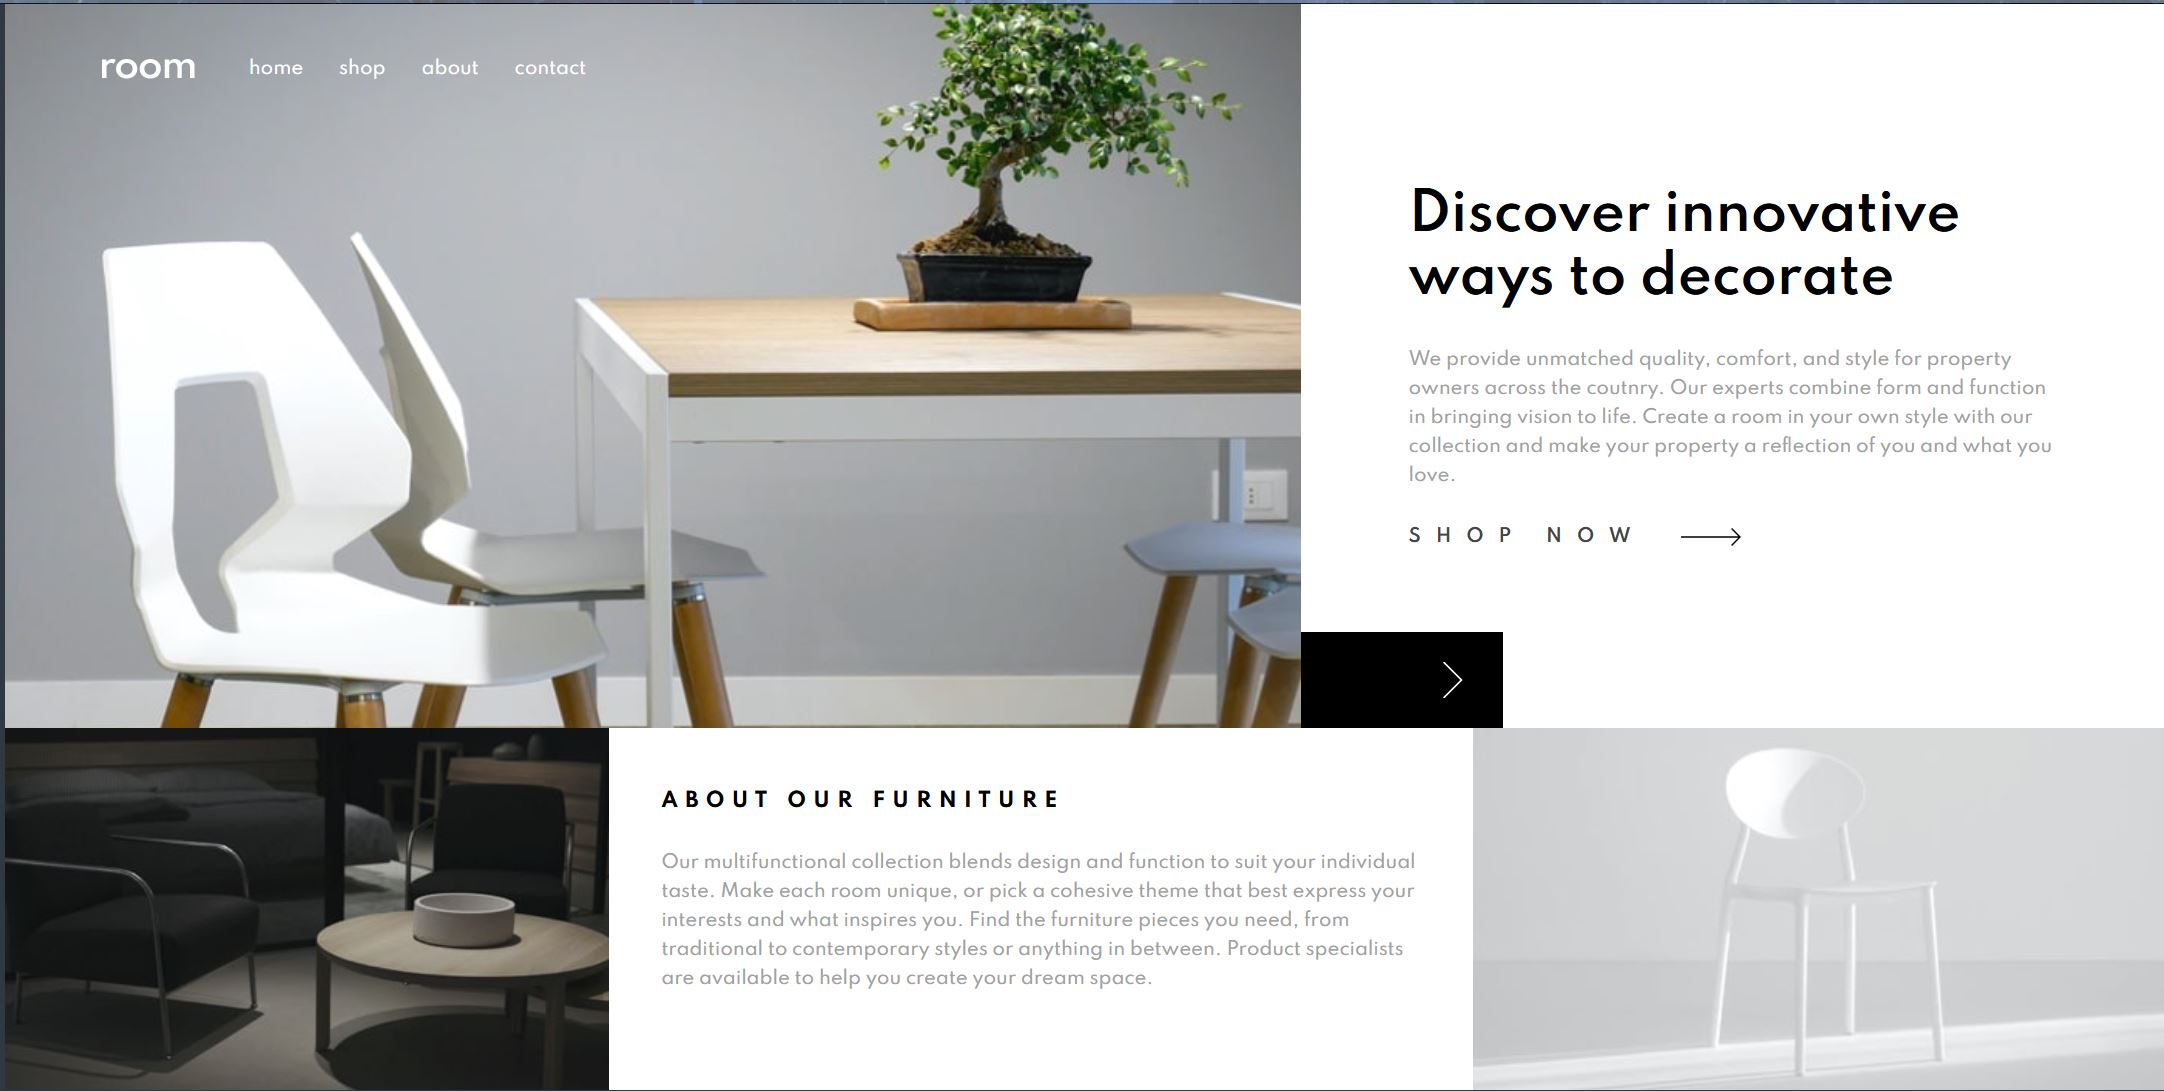 room
home shop about contact
Discover innovative
ways to decorate
We provide unmatched quality, comfort, and style for property
owners across the coutnry. Our experts combine form and function
in bringing vision to life. Create a room in your own style with our
collection and make your property a reflection of you and what you
love.
SHOP NOW
ABOUT OUR FURNITURE
Our multifunctional collection blends design and function to suit your individual
taste. Make each room unique, or pick a cohesive theme that best express your
interests and what inspires you. Find the furniture pieces you need, from
traditional to contemporary styles or anything in between. Product specialists
are available to help you create your dream space.